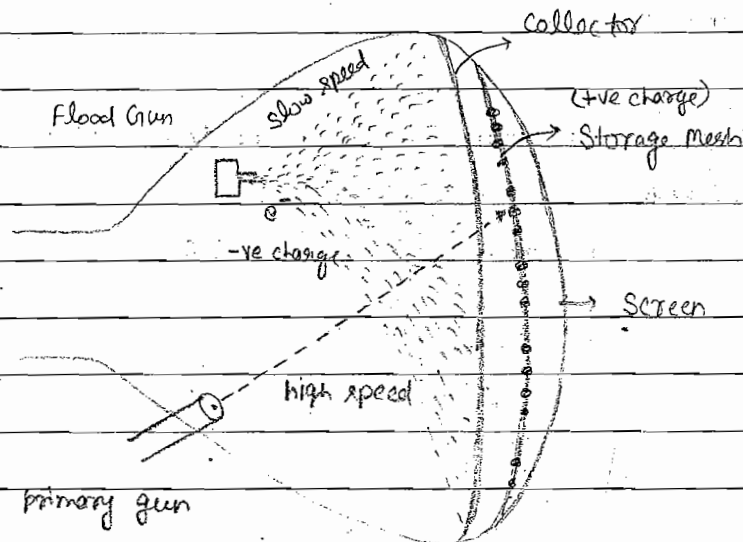 Collector
slow speed
Flood Gun
(+ve charge)
Storage Mesh
e-
-ve charge
Screen
high speed
primary gun